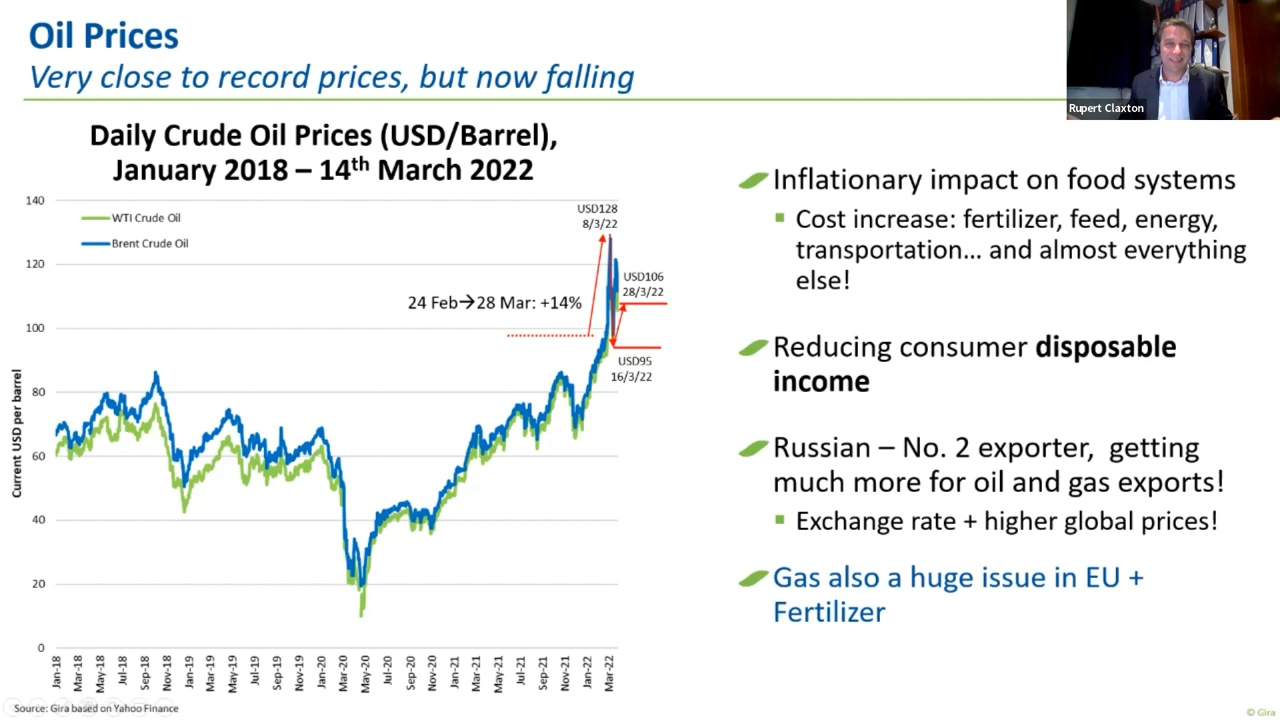 Oil Prices
Very close to record prices, but now falling
Rupert Claxton
Daily Crude Oil Prices (USD/Barrel),
January 2018 – 14th March 2022
140
120
100
80
60
40
20
0
Current USD per barrel
WTI Crude Oil
Brent Crude Oil
USD128
8/3/22
USD106
28/3/22
24 Feb→28 Mar: +14%
USD95
16/3/22
Jan-18
Mar-18
May-18
Jul-18
Sep-18
Nov-18
Jan-19
Mar-19
May-19
Jul-19
Sep-19
Nov-19
Jan-20
Mar-20
May-20
Jul-20
Sep-20
Nov-20
Jan-21
Mar-21
May-21
Jul-21
Sep-21
Nov-21
Jan-22
Mar-22
Source: Gira based on Yahoo Finance
Inflationary impact on food systems
Cost increase: fertilizer, feed, energy,
transportation... and almost everything
else!
Reducing consumer disposable
income
Russian – No. 2 exporter, getting
much more for oil and gas exports!
Exchange rate + higher global prices!
Gas also a huge issue in EU +
Fertilizer
© Gira